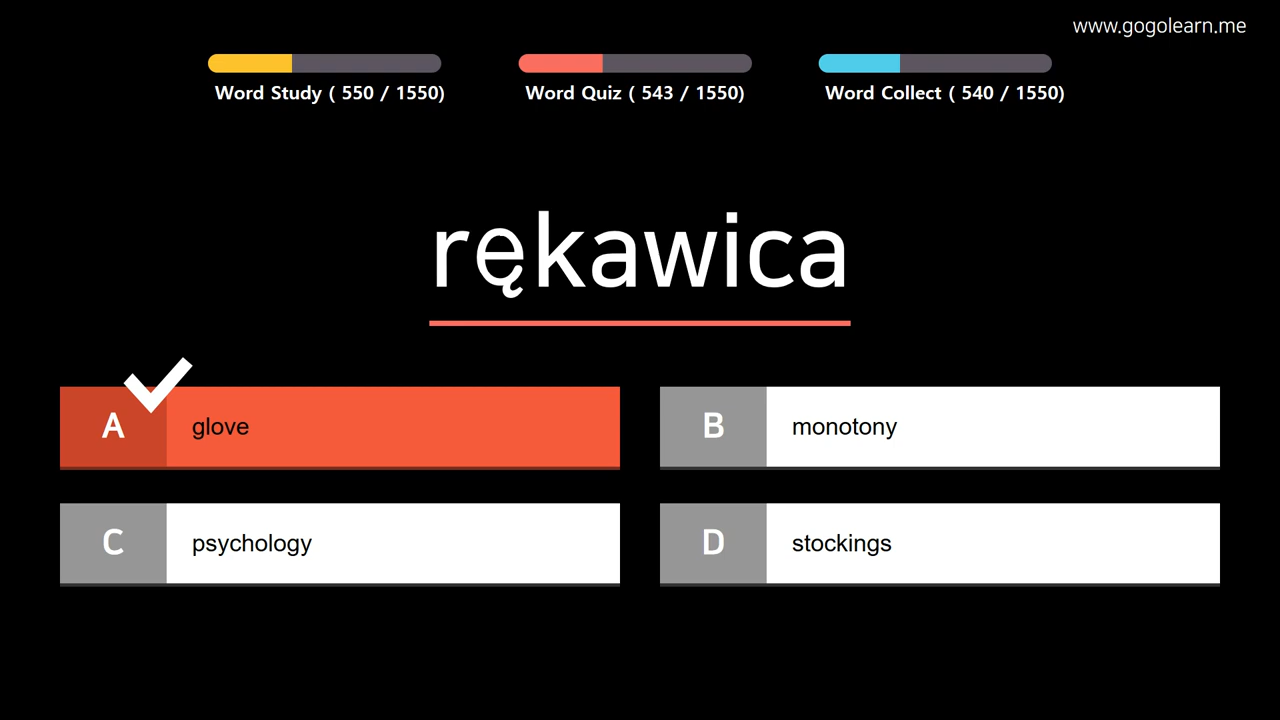 www.gogolearn.me
Word Study ( 550 / 1550)
Word Quiz ( 543 / 1550)
Word Collect ( 540 / 1550)
rękawica
A glove
B monotony
C psychology
D stockings